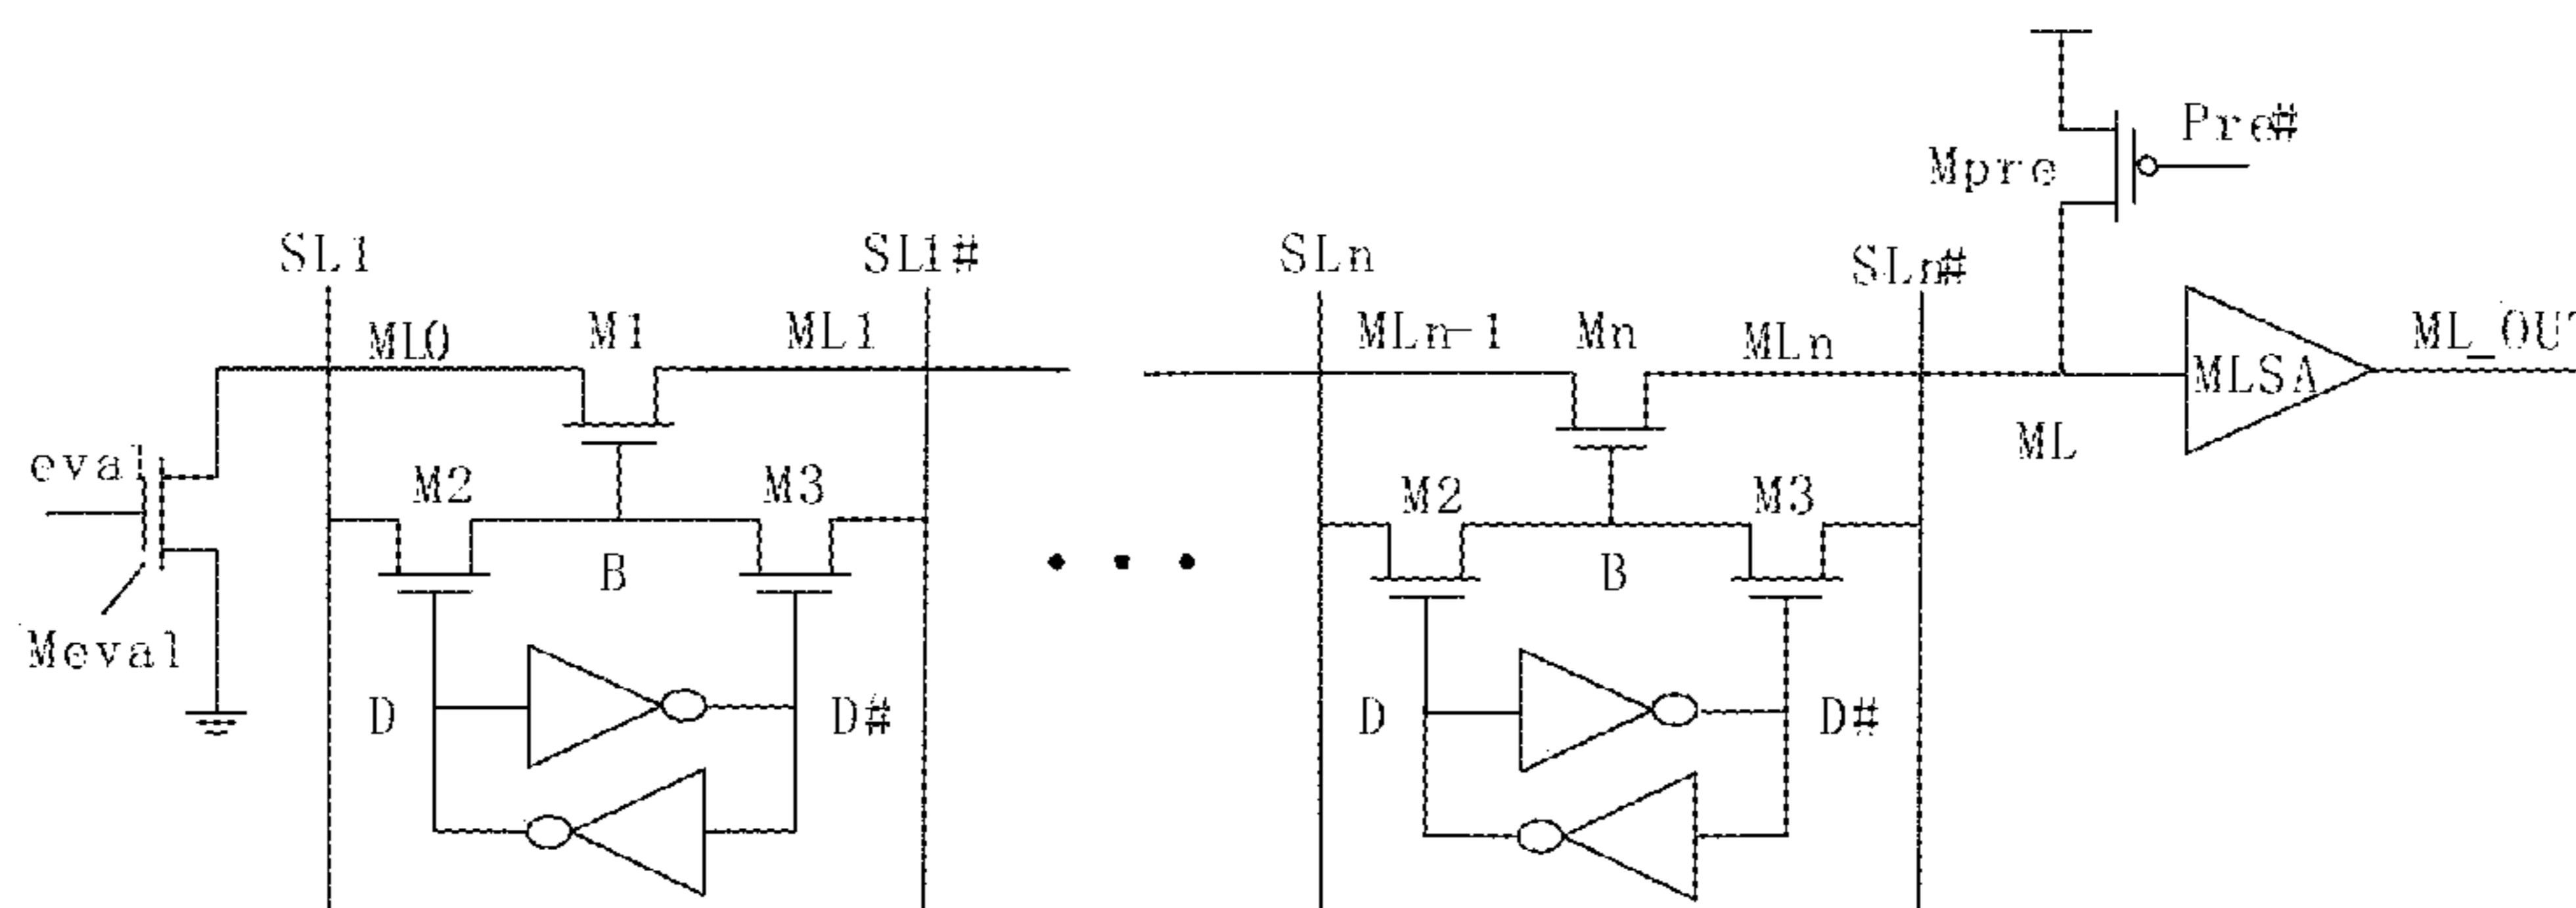 Pre#
Mpre
SL1
SL1#
SLn
SLn#
ML0
M1
ML1
MLn-1
Mn
MLn
MLSA
ML_OUT
ML
eval
M2
M3
M2
M3
B
B
Meval
D
D#
D
D#